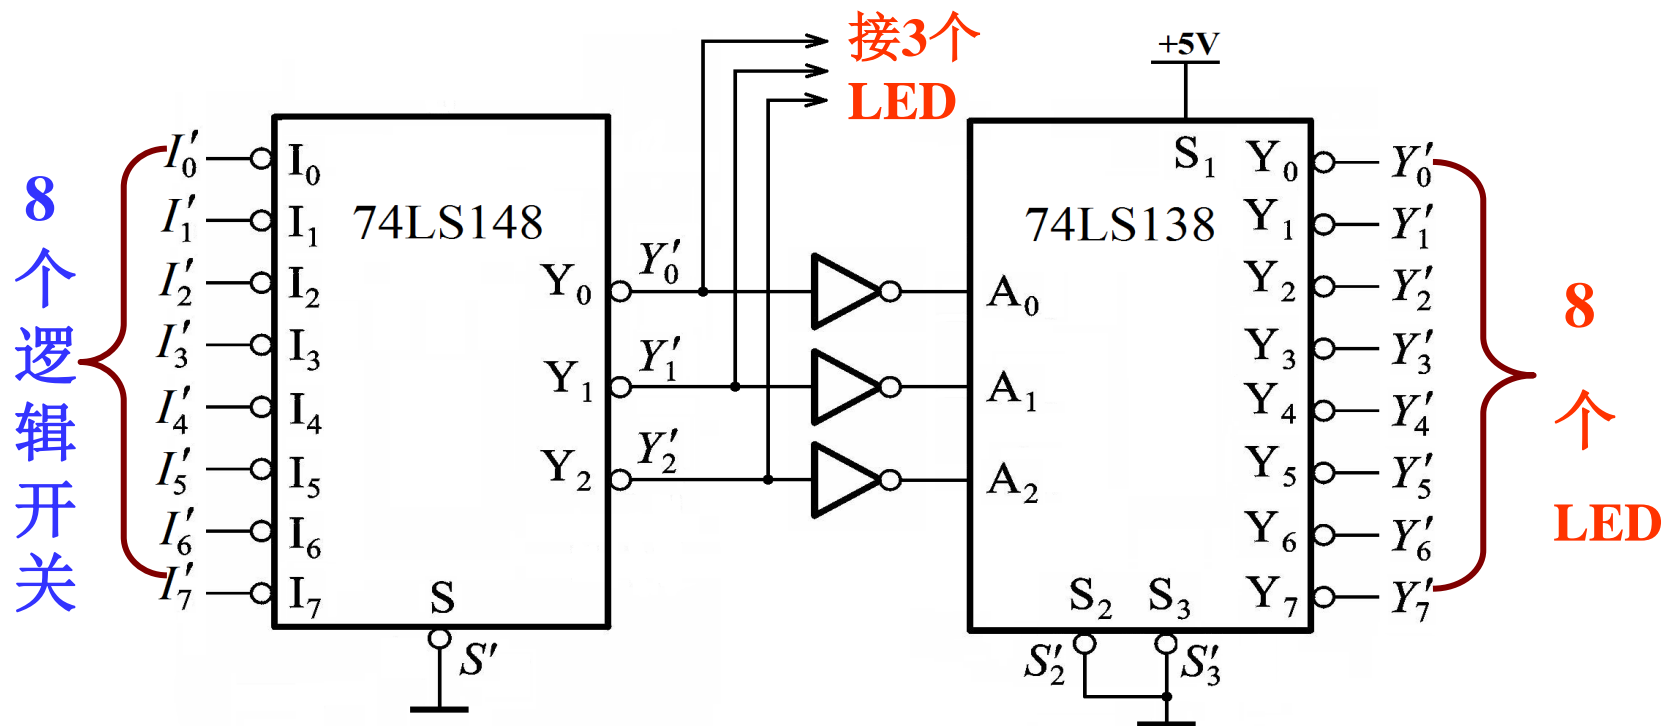 8个逻辑开关
I′₀
I′₁
I′₂
I′₃
I′₄
I′₅
I′₆
I′₇
I₀
I₁
I₂
I₃
I₄
I₅
I₆
I₇
74LS148
Y₀
Y₁
Y₂
S
S′
Y′₀
Y′₁
Y′₂
接3个
LED
+5V
S₁
74LS138
A₀
A₁
A₂
S₂ S₃
S′₂ S′₃
Y₀
Y₁
Y₂
Y₃
Y₄
Y₅
Y₆
Y₇
Y′₀
Y′₁
Y′₂
Y′₃
Y′₄
Y′₅
Y′₆
Y′₇
8
个
LED